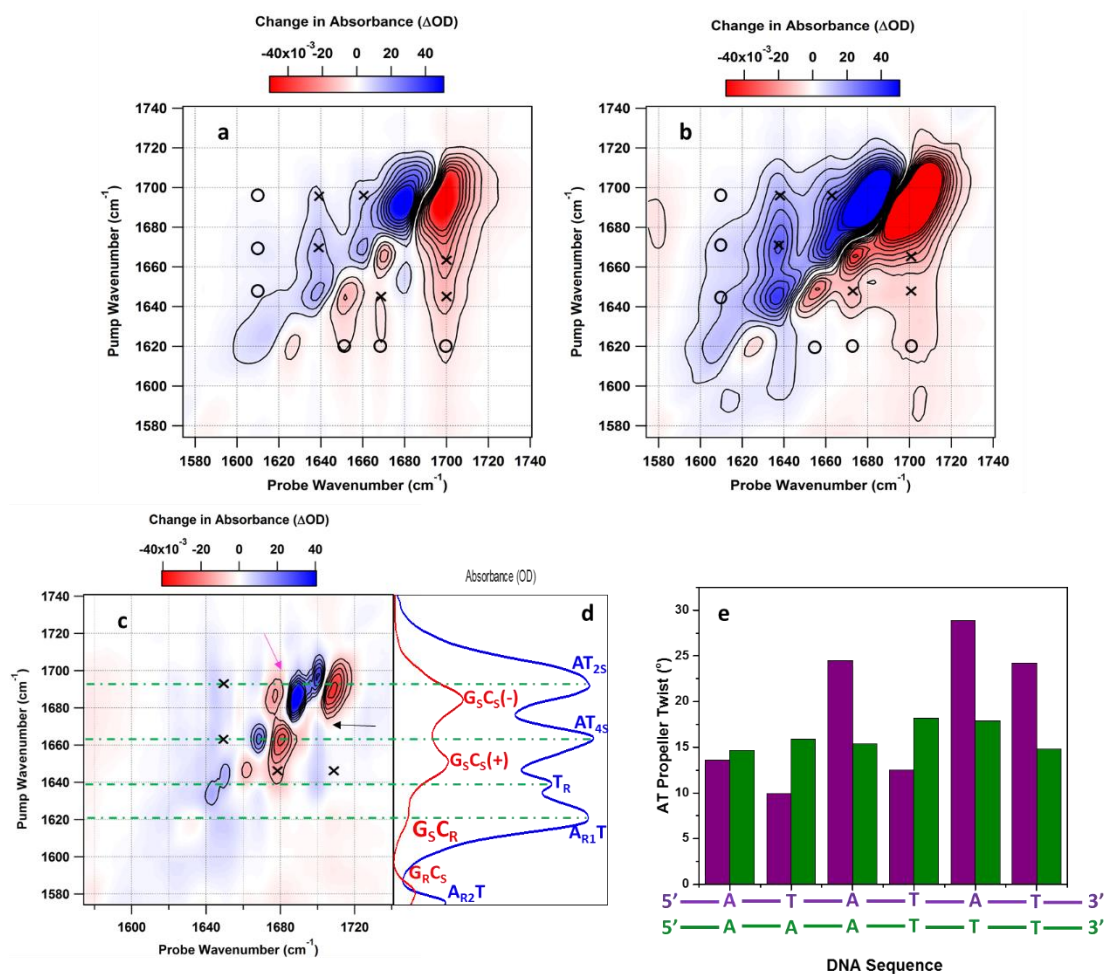 Change in Absorbance (ΔOD)
-40x10⁻³ -20 0 20 40
a
Pump Wavenumber (cm⁻¹)
1740
1720
1700
1680
1660
1640
1620
1600
1580
1580 1600 1620 1640 1660 1680 1700 1720 1740
Probe Wavenumber (cm⁻¹)
Change in Absorbance (ΔOD)
-40x10⁻³ -20 0 20 40
b
Pump Wavenumber (cm⁻¹)
1740
1720
1700
1680
1660
1640
1620
1600
1580
1580 1600 1620 1640 1660 1680 1700 1720 1740
Probe Wavenumber (cm⁻¹)
Change in Absorbance (ΔOD)
-40x10⁻³ -20 0 20 40
c
Pump Wavenumber (cm⁻¹)
1740
1720
1700
1680
1660
1640
1620
1600
1580
1600 1640 1680 1720
Probe Wavenumber (cm⁻¹)
Absorbance (OD)
d
AT2S
GSCS(-)
AT4S
GSCS(+)
TR
GSCR
AR1T
GRCS
AR2T
e
AT Propeller Twist (°)
30
25
20
15
10
5
0
5’ A T A T A T 3’
5’ A A A T T T 3’
DNA Sequence